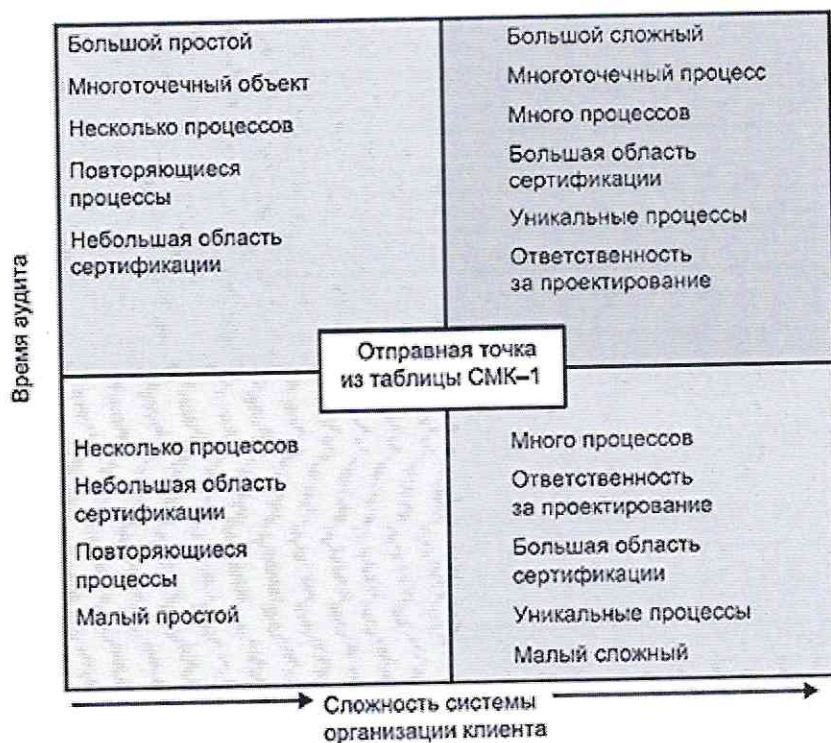 Время аудита
Большой простой
Многоточечный объект
Несколько процессов
Повторяющиеся
процессы
Небольшая область
сертификации
Большой сложный
Многоточечный процесс
Много процессов
Большая область
сертификации
Уникальные процессы
Ответственность
за проектирование
Отправная точка
из таблицы СМК–1
Несколько процессов
Небольшая область
сертификации
Повторяющиеся
процессы
Малый простой
Много процессов
Ответственность
за проектирование
Большая область
сертификации
Уникальные процессы
Малый сложный
Сложность системы
организации клиента